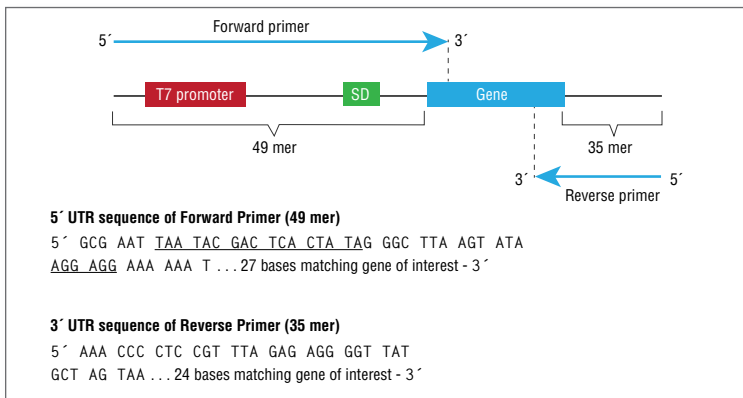 Forward primer
5´ 3´
T7 promoter SD Gene
49 mer 35 mer
3´ 5´
Reverse primer
5´ UTR sequence of Forward Primer (49 mer)
5´ GCG AAT TAA TAC GAC TCA CTA TAG GGC TTA AGT ATA
AGG AGG AAA AAA T . . . 27 bases matching gene of interest - 3´
3´ UTR sequence of Reverse Primer (35 mer)
5´ AAA CCC CTC CGT TTA GAG AGG GGT TAT
GCT AG TAA . . . 24 bases matching gene of interest - 3´